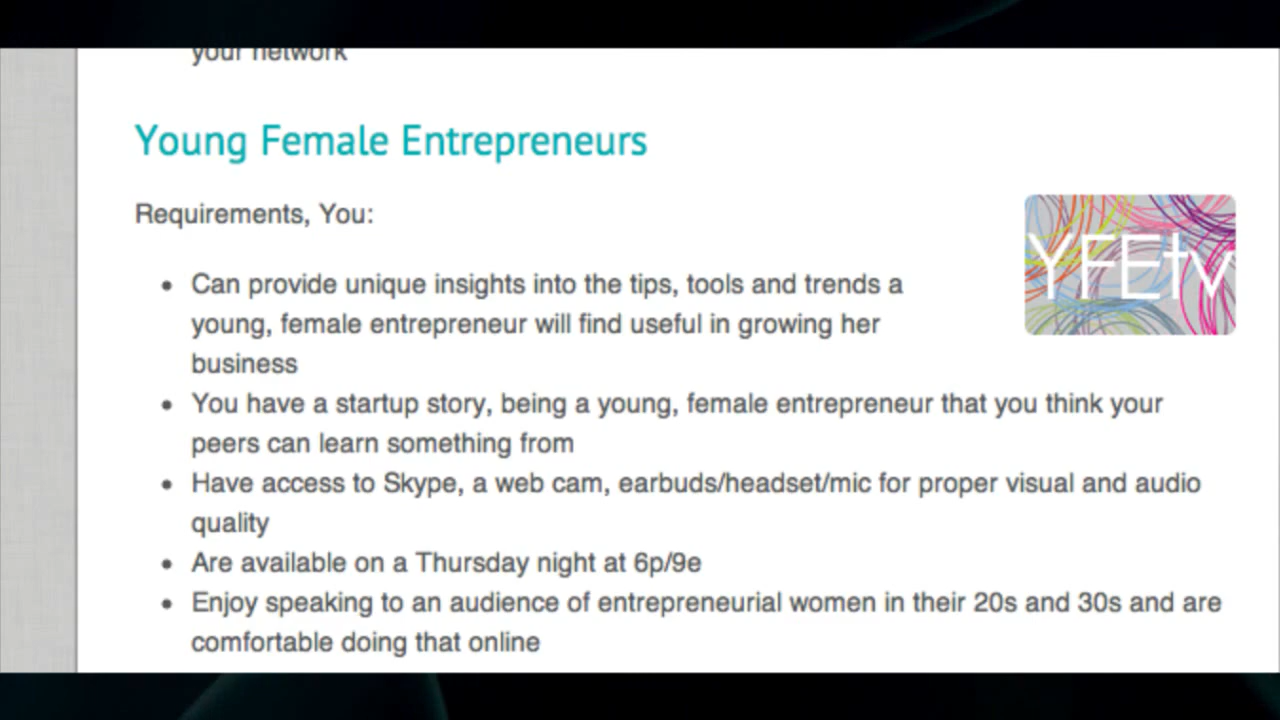 your network
Young Female Entrepreneurs
Requirements, You:
YFEtv
• Can provide unique insights into the tips, tools and trends a
young, female entrepreneur will find useful in growing her
business
• You have a startup story, being a young, female entrepreneur that you think your
peers can learn something from
• Have access to Skype, a web cam, earbuds/headset/mic for proper visual and audio
quality
• Are available on a Thursday night at 6p/9e
• Enjoy speaking to an audience of entrepreneurial women in their 20s and 30s and are
comfortable doing that online